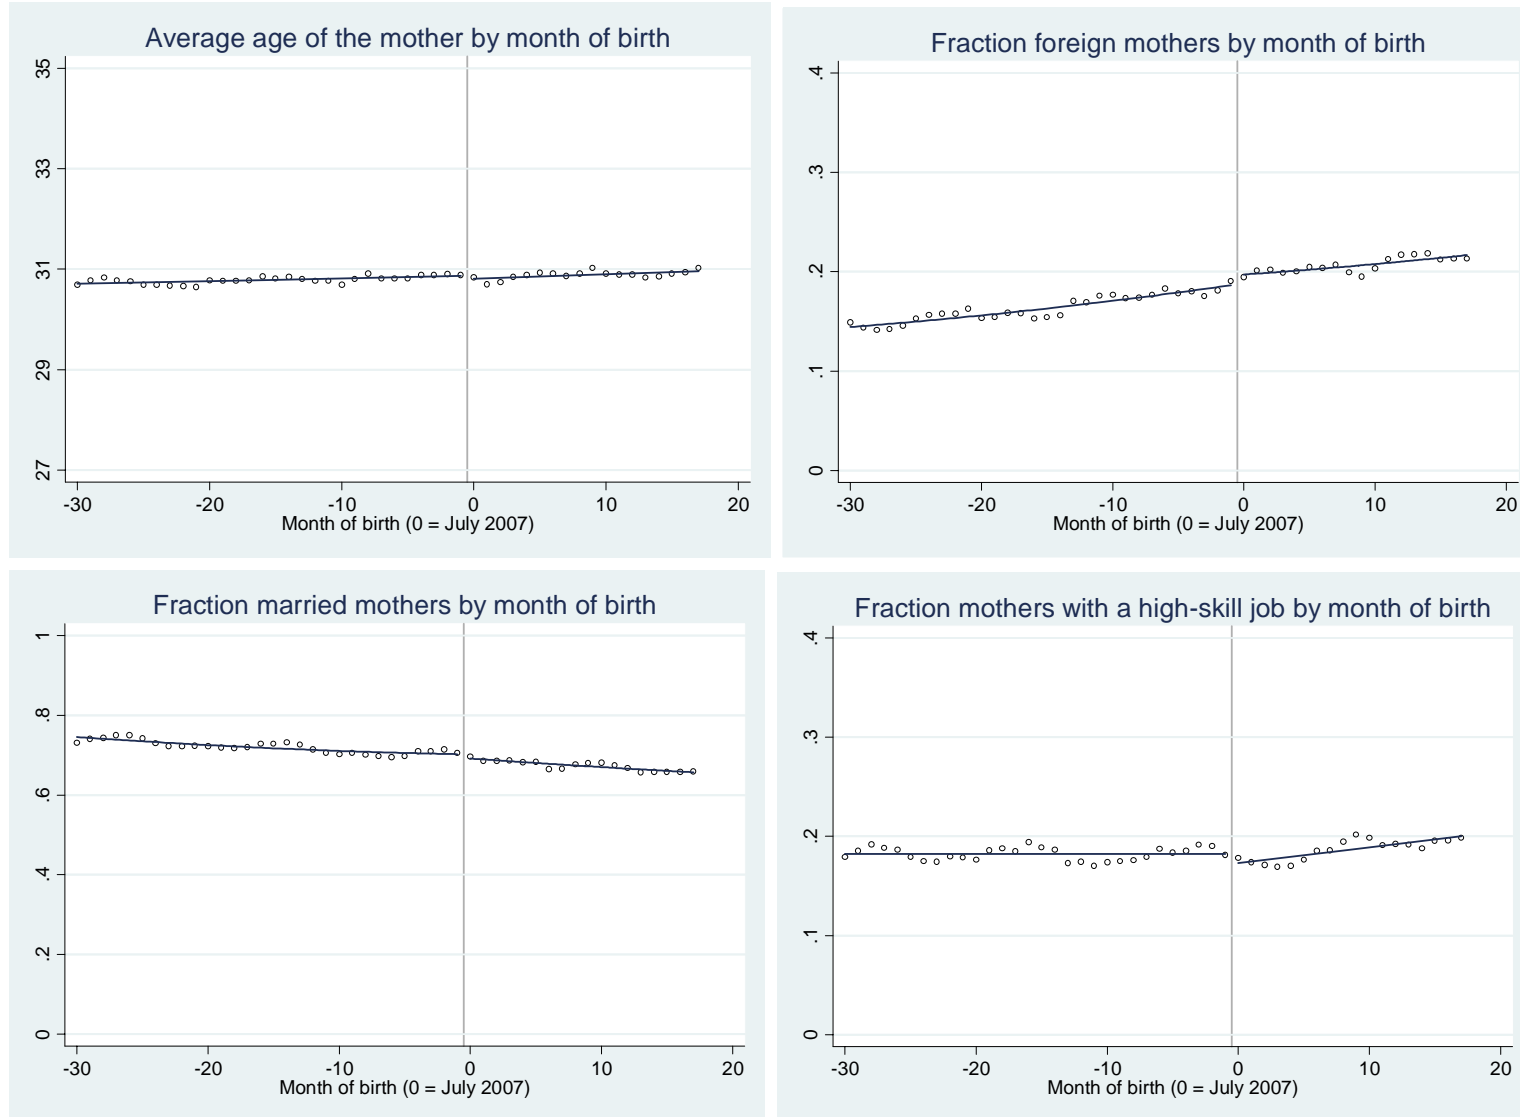 Average age of the mother by month of birth
35
33
31
29
27
-30 -20 -10 0 10 20
Month of birth (0 = July 2007)
Fraction foreign mothers by month of birth
.4
.3
.2
.1
0
-30 -20 -10 0 10 20
Month of birth (0 = July 2007)
Fraction married mothers by month of birth
1
.8
.6
.4
.2
0
-30 -20 -10 0 10 20
Month of birth (0 = July 2007)
Fraction mothers with a high-skill job by month of birth
.4
.3
.2
.1
0
-30 -20 -10 0 10 20
Month of birth (0 = July 2007)